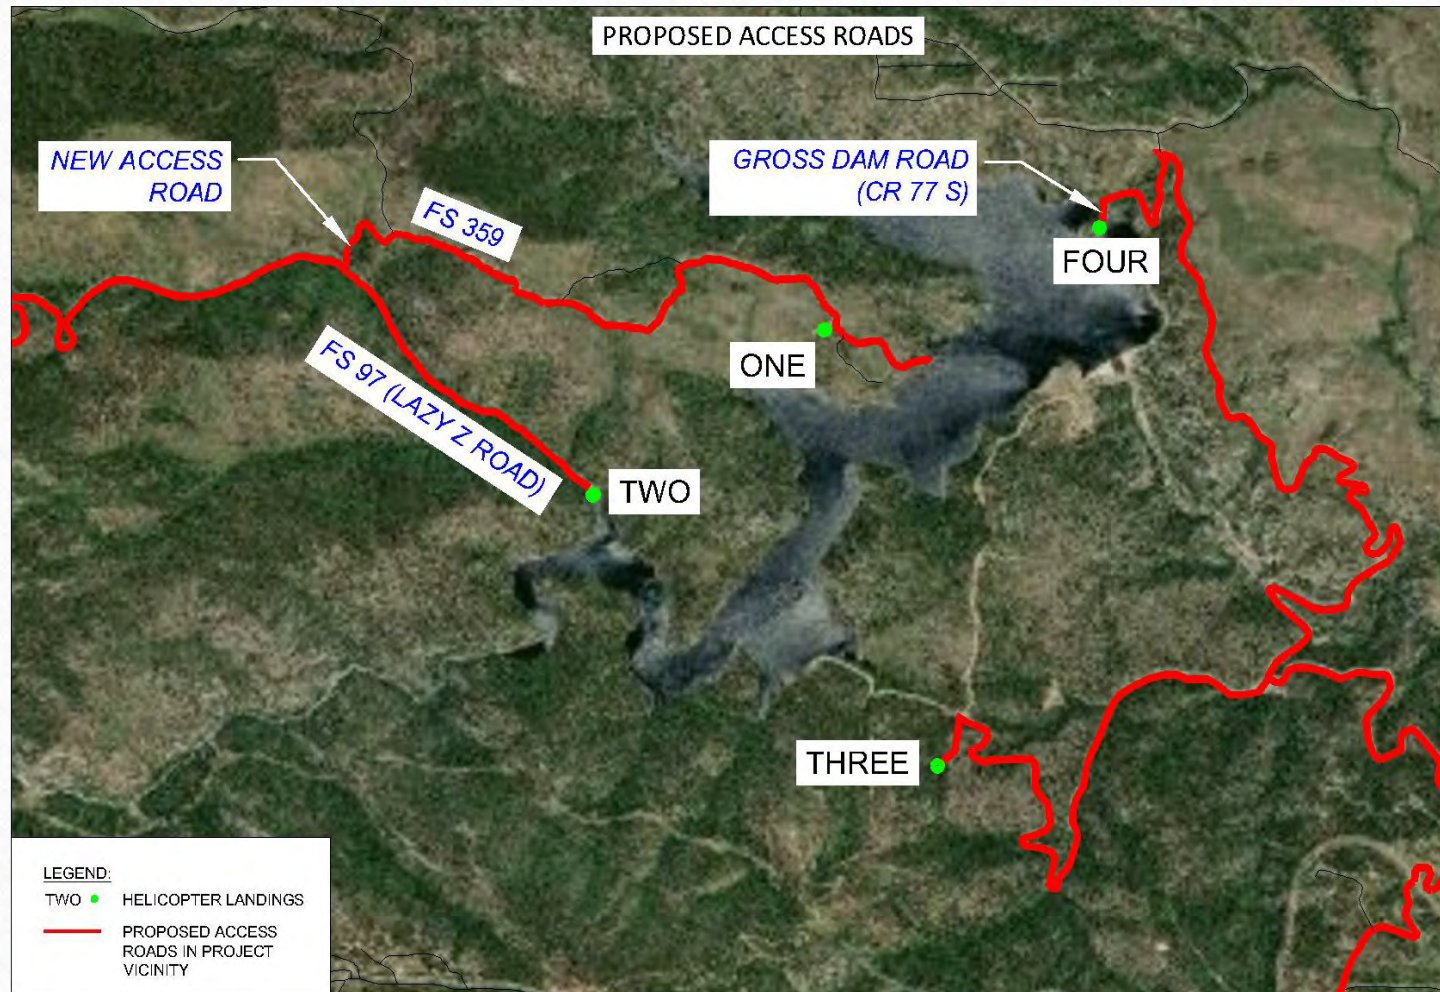 PROPOSED ACCESS ROADS
NEW ACCESS
ROAD
FS 359
GROSS DAM ROAD
(CR 77 S)
FOUR
ONE
FS 97 (LAZY Z ROAD)
TWO
THREE
LEGEND:
TWO HELICOPTER LANDINGS
PROPOSED ACCESS
ROADS IN PROJECT
VICINITY